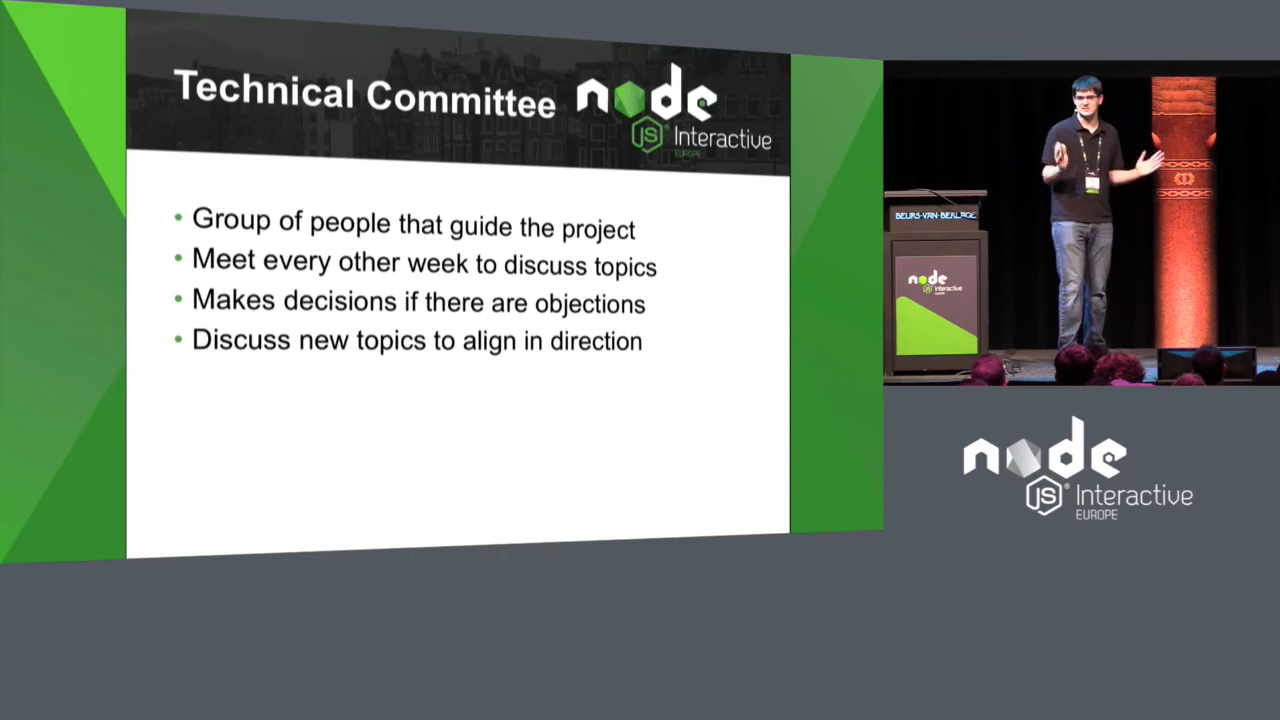 Technical Committee
node
JS Interactive
EUROPE
• Group of people that guide the project
• Meet every other week to discuss topics
• Makes decisions if there are objections
• Discuss new topics to align in direction
BEURS-VAN-BERLAGE
node
JS Interactive
node
JS® Interactive
EUROPE